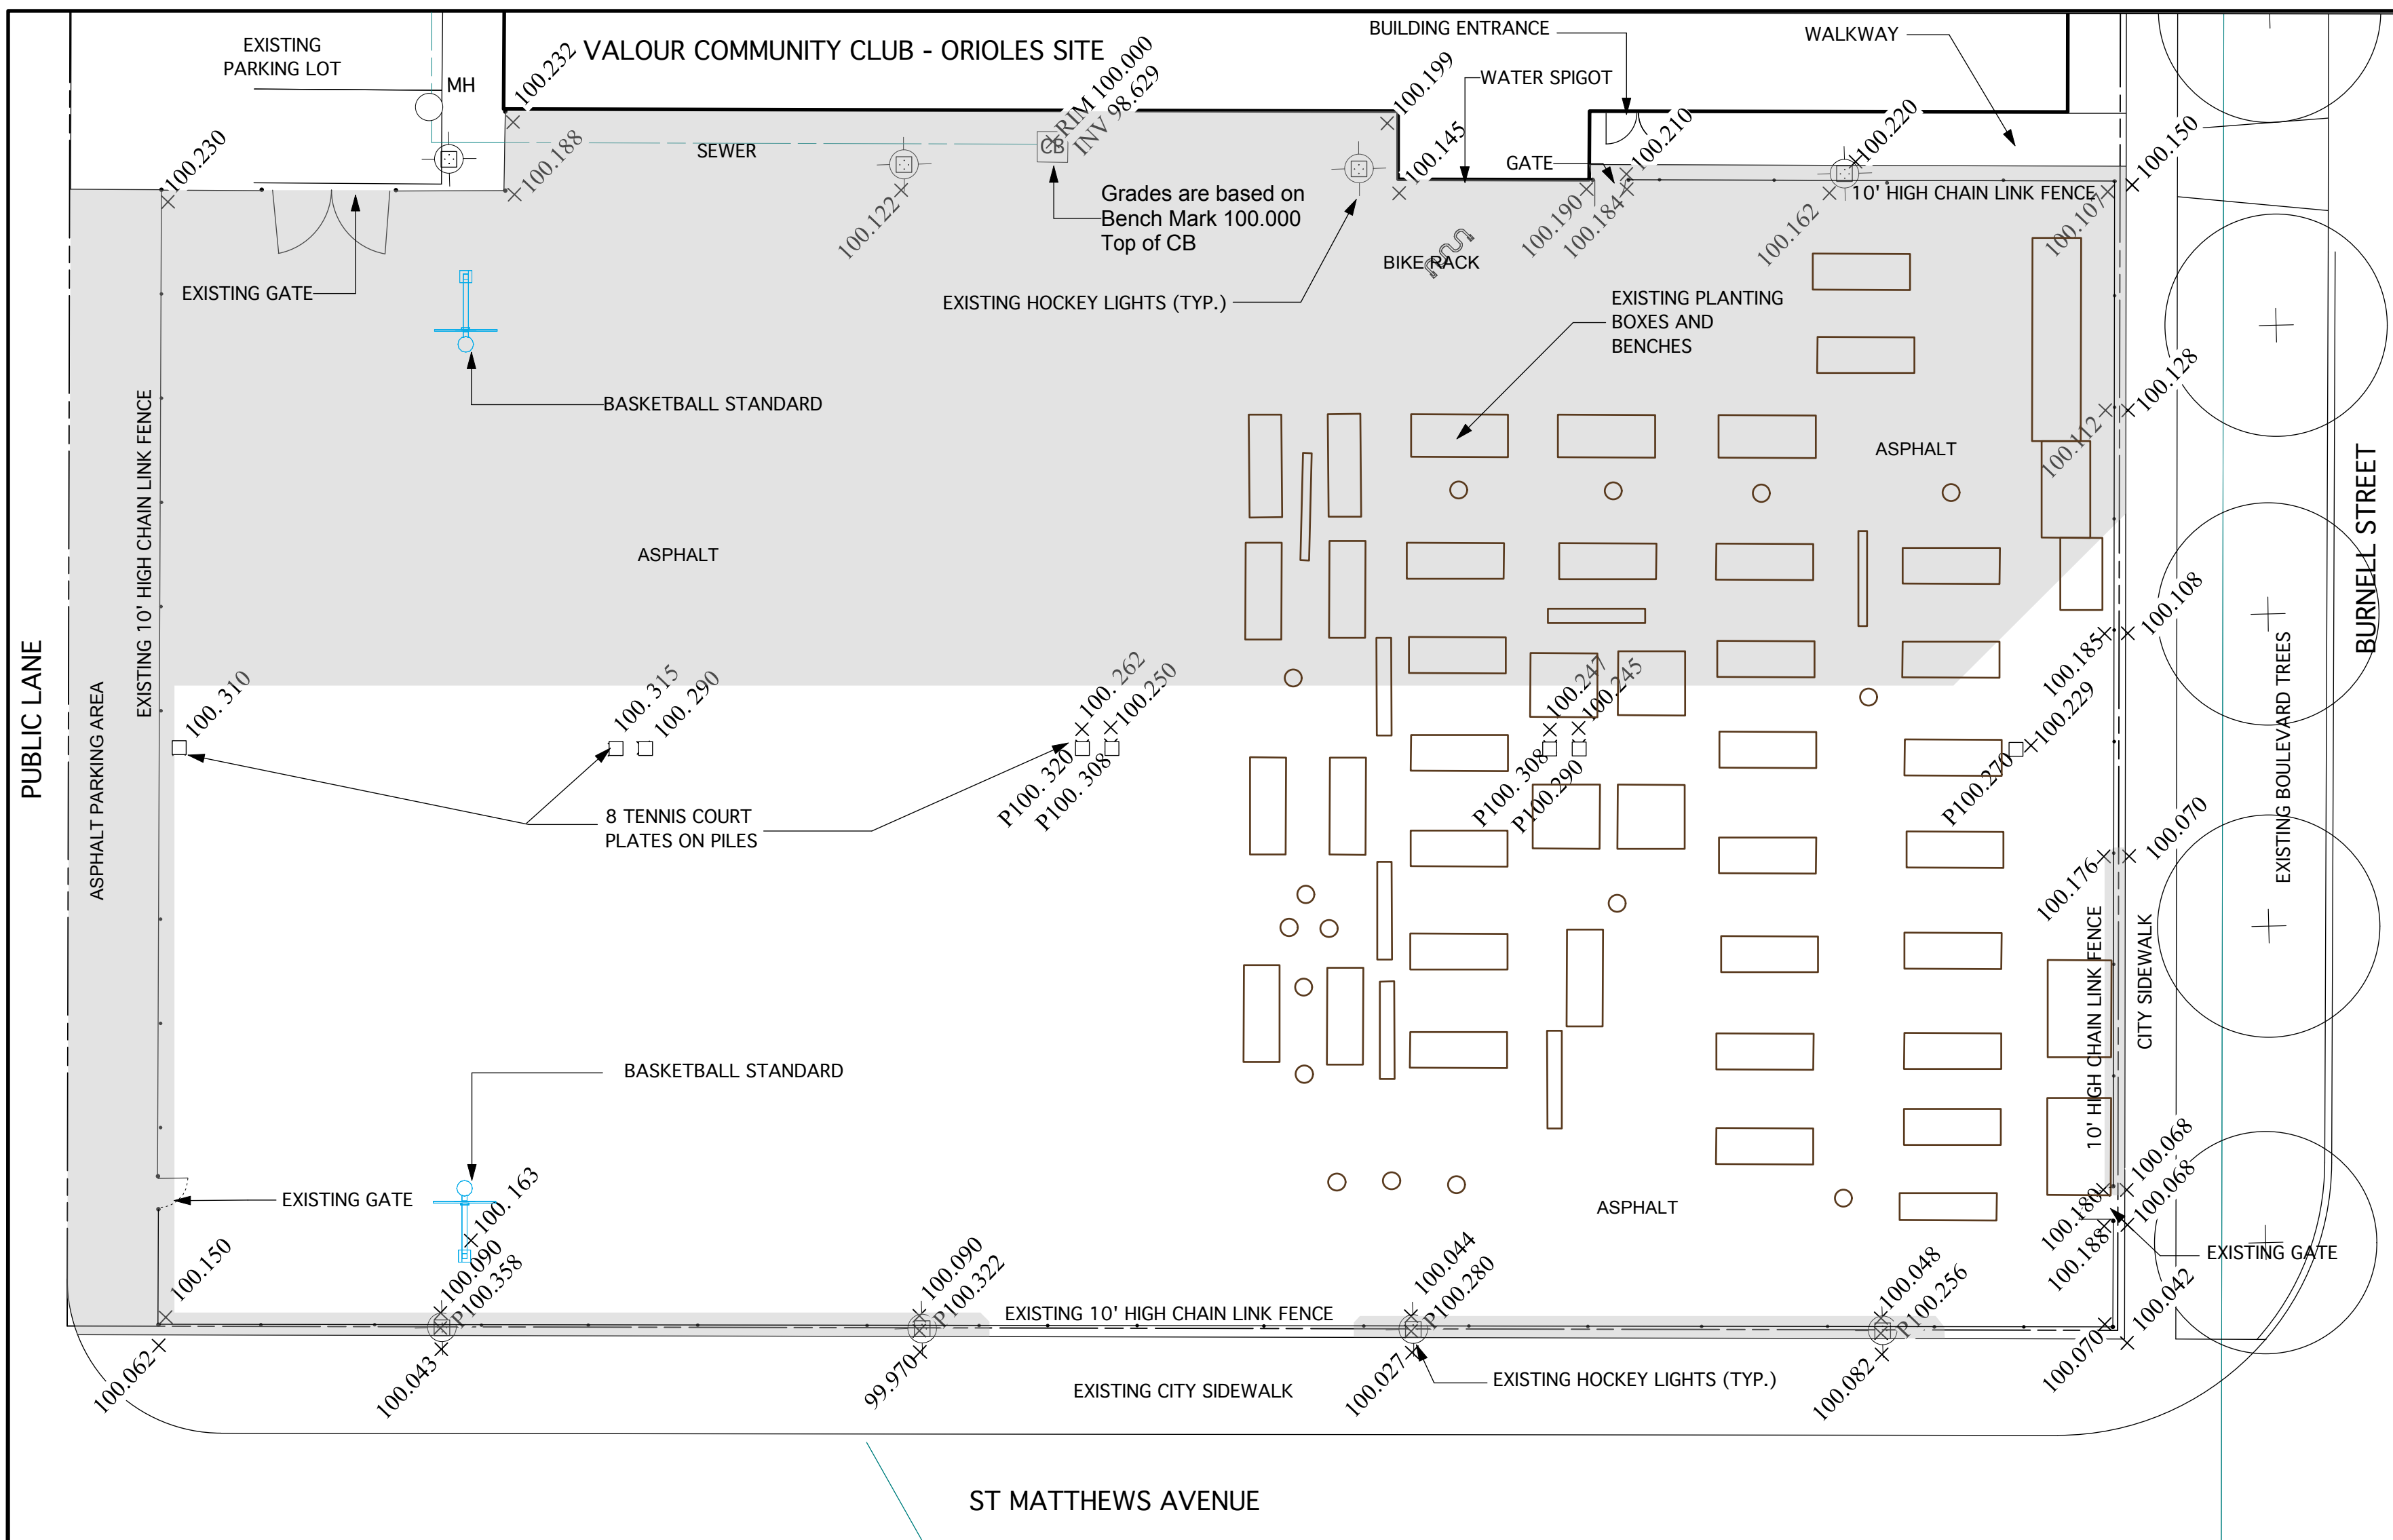 EXISTING
PARKING LOT
MH
VALOUR COMMUNITY CLUB - ORIOLES SITE
BUILDING ENTRANCE
WALKWAY
WATER SPIGOT
100.232
RIM 100.000
INV 98.629
CB
100.199
100.145
GATE
100.210
100.220
100.150
100.230
100.188
SEWER
100.122
Grades are based on
Bench Mark 100.000
Top of CB
100.190
100.184
100.162
10' HIGH CHAIN LINK FENCE
100.107
BIKE RACK
EXISTING GATE
EXISTING HOCKEY LIGHTS (TYP.)
EXISTING PLANTING
BOXES AND
BENCHES
BASKETBALL STANDARD
100.128
100.112
ASPHALT
BURNELL STREET
EXISTING 10' HIGH CHAIN LINK FENCE
ASPHALT
100.108
100.185
PUBLIC LANE
ASPHALT PARKING AREA
100. 310
100. 315
100. 290
100. 262
100.250
100.247
100.245
100.229
P100. 320
P100. 308
P100. 308
P100.290
P100.270
EXISTING BOULEVARD TREES
8 TENNIS COURT
PLATES ON PILES
100.070
100.176
10' HIGH CHAIN LINK FENCE
CITY SIDEWALK
BASKETBALL STANDARD
EXISTING GATE
100. 163
100.068
100.068
100.180
100.188
EXISTING GATE
ASPHALT
100.150
100.090
P100.358
100.090
P100.322
EXISTING 10' HIGH CHAIN LINK FENCE
100.044
P100.280
100.048
P100.256
100.042
100.070
100.062
100.043
99.970
100.027
100.082
EXISTING CITY SIDEWALK
EXISTING HOCKEY LIGHTS (TYP.)
ST MATTHEWS AVENUE